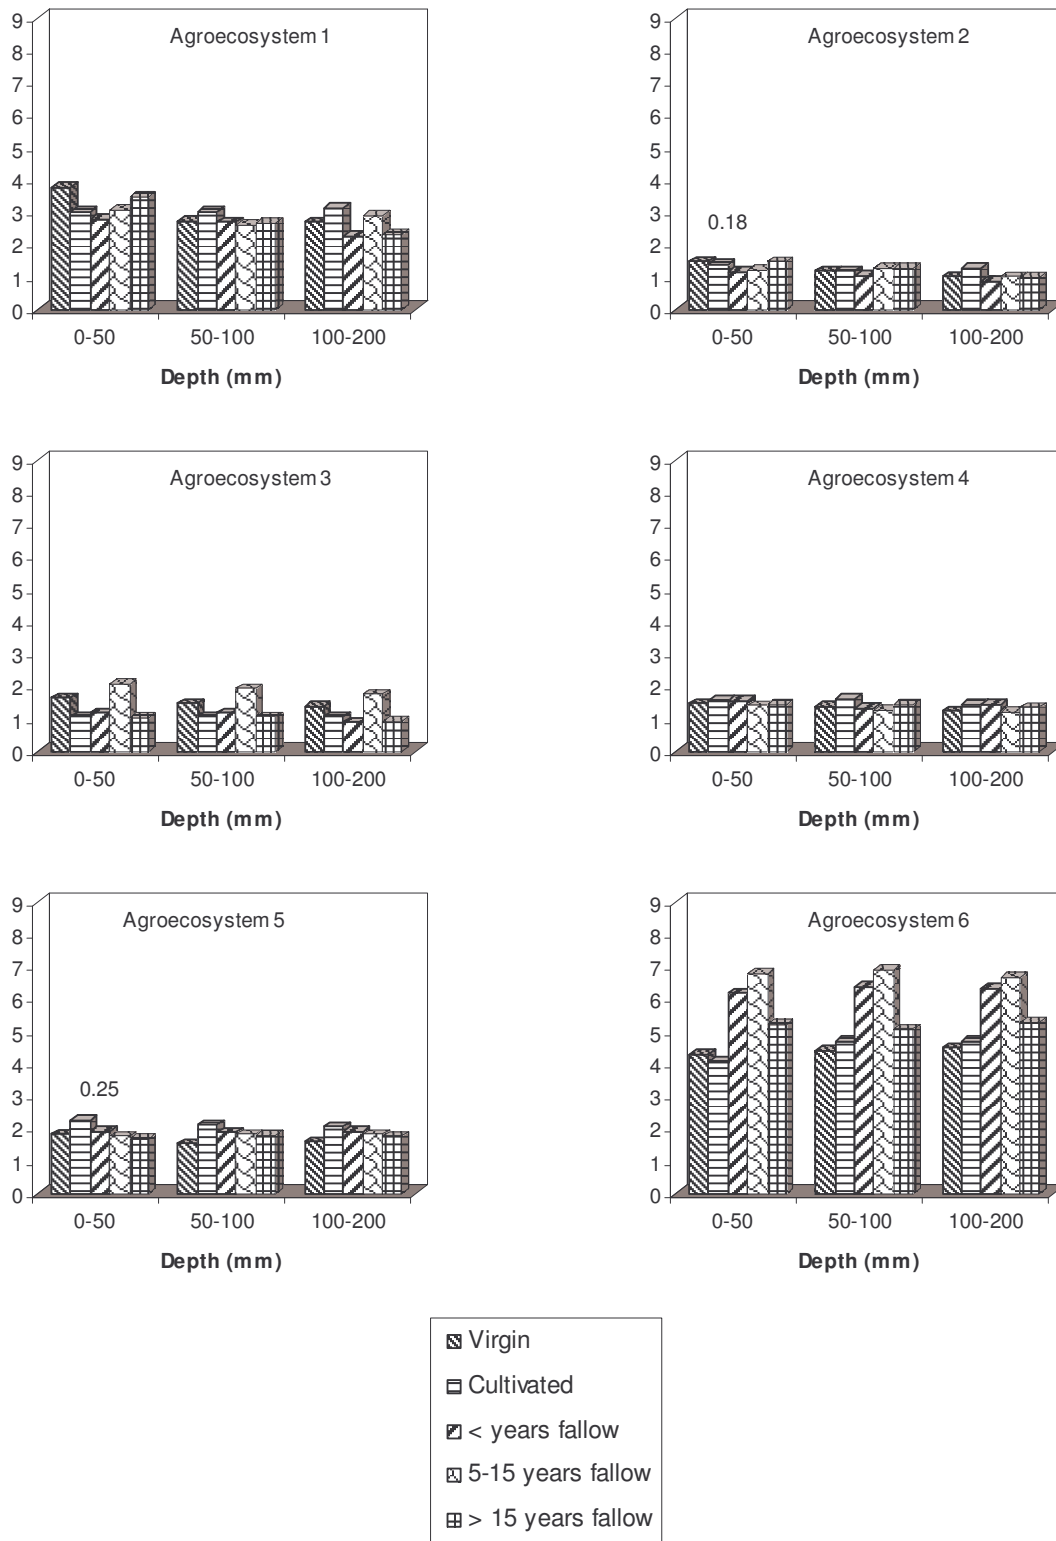 Agroecosystem 1
9
8
7
6
5
4
3
2
1
0
0-50 50-100 100-200
Depth (mm)
Agroecosystem 2
9
8
7
6
5
4
3
0.18
2
1
0
0-50 50-100 100-200
Depth (mm)
Agroecosystem 3
9
8
7
6
5
4
3
2
1
0
0-50 50-100 100-200
Depth (mm)
Agroecosystem 4
9
8
7
6
5
4
3
2
1
0
0-50 50-100 100-200
Depth (mm)
Agroecosystem 5
9
8
7
6
5
4
0.25
3
2
1
0
0-50 50-100 100-200
Depth (mm)
Agroecosystem 6
9
8
7
6
5
4
3
2
1
0
0-50 50-100 100-200
Depth (mm)
Virgin
Cultivated
< years fallow
5-15 years fallow
> 15 years fallow